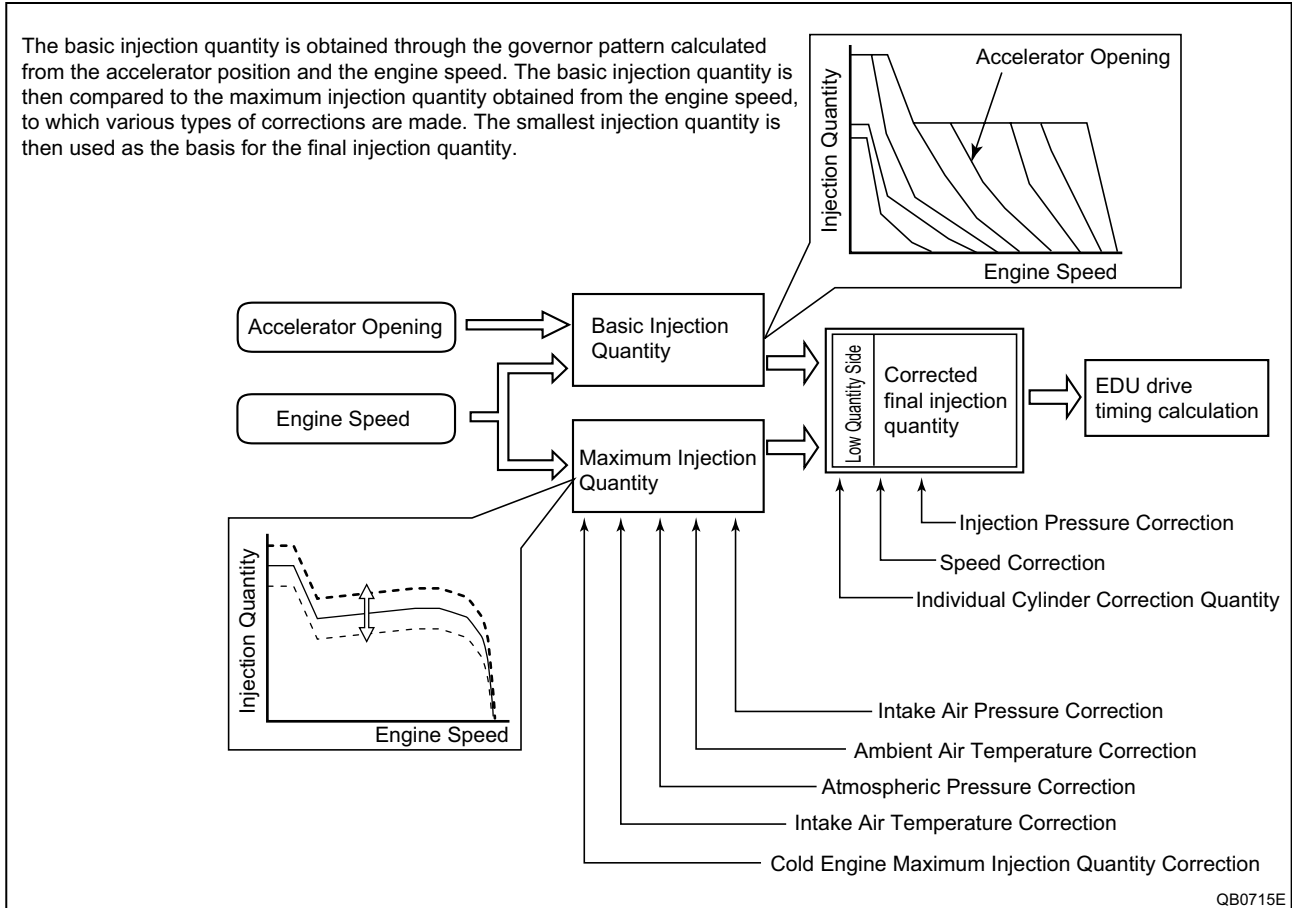 The basic injection quantity is obtained through the governor pattern calculated
from the accelerator position and the engine speed. The basic injection quantity is
then compared to the maximum injection quantity obtained from the engine speed,
to which various types of corrections are made. The smallest injection quantity is
then used as the basis for the final injection quantity.
Injection Quantity
Accelerator Opening
Engine Speed
Accelerator Opening
Engine Speed
Basic Injection
Quantity
Maximum Injection
Quantity
Low Quantity Side
Corrected
final injection
quantity
EDU drive
timing calculation
Injection Quantity
Engine Speed
Injection Pressure Correction
Speed Correction
Individual Cylinder Correction Quantity
Intake Air Pressure Correction
Ambient Air Temperature Correction
Atmospheric Pressure Correction
Intake Air Temperature Correction
Cold Engine Maximum Injection Quantity Correction
QB0715E